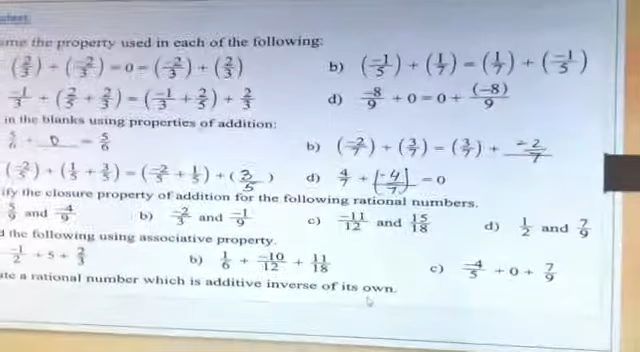 me the property used in each of the following:
(2/3) + (-2/3) = 0 = (-2/3) + (2/3) b) (-1/5) + (1/7) = (1/7) + (-1/5)
-1/3 + (2/3 + 2/3) = (-1/3 + 2/3) + 2/3 d) -8/9 + 0 = 0 + (-8)/9
in the blanks using properties of addition:
5/6 + 0 = 5/6 b) (-2/7) + (3/7) = (3/7) + -2/7
(-2/3) + (1/5 + 3/5) = (-2/3 + 1/5) + (3/5) d) 4/7 + (-4/7) = 0
ify the closure property of addition for the following rational numbers.
5/9 and -4/9 b) -2/3 and -1/9 c) -11/12 and 15/18 d) 1/2 and 7/9
d the following using associative property.
-1/2 + 5 + 2/3 b) 1/6 + -10/12 + 11/18 c) -4/5 + 0 + 7/9
ate a rational number which is additive inverse of its own.